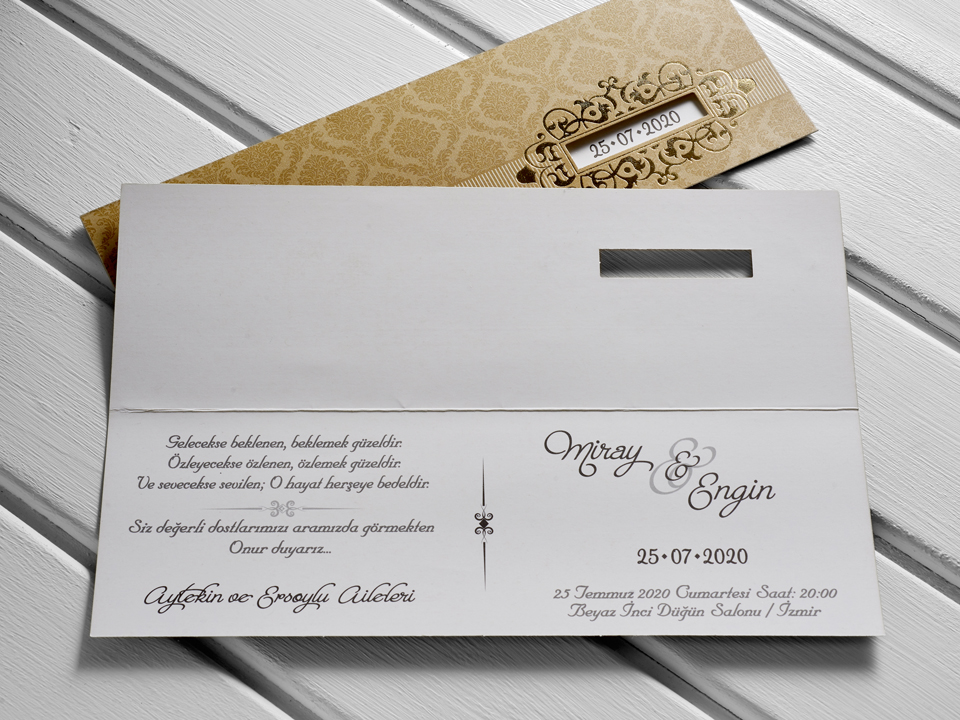 25•07•2020
Gelecekse beklenen, beklemek güzeldir.
Özleyecekse özlenen, özlemek güzeldir.
Ve sevecekse sevilen; O hayat herşeye bedeldir.
Siz değerli dostlarımızı aramızda görmekten
Onur duyarız...
Aytekin ve Ersoylu Aileleri
Miray
&
Engin
25•07•2020
25 Temmuz 2020 Cumartesi Saat: 20:00
Beyaz İnci Düğün Salonu / İzmir